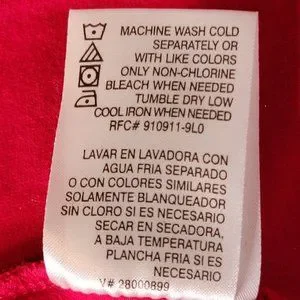 MACHINE WASH COLD
SEPARATELY OR
WITH LIKE COLORS
ONLY NON-CHLORINE
BLEACH WHEN NEEDED
TUMBLE DRY LOW
COOL IRON WHEN NEEDED
RFC# 910911-9L0
LAVAR EN LAVADORA CON
AGUA FRIA SEPARADO
O CON COLORES SIMILARES
SOLAMENTE BLANQUEADOR
SIN CLORO SI ES NECESARIO
SECAR EN SECADORA.
A BAJA TEMPERATURA
PLANCHA FRIA SI ES
NECESARIO
V# 28000899